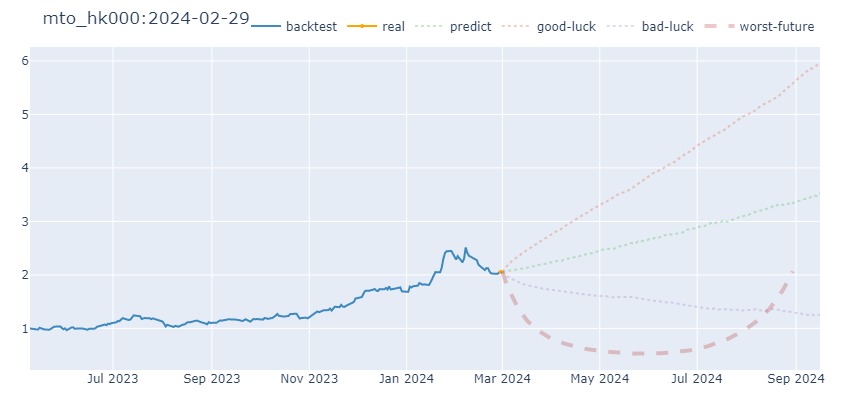 mto_hk000:2024-02-29
backtest real predict good-luck bad-luck worst-future
6
5
4
3
2
1
Jul 2023 Sep 2023 Nov 2023 Jan 2024 Mar 2024 May 2024 Jul 2024 Sep 2024